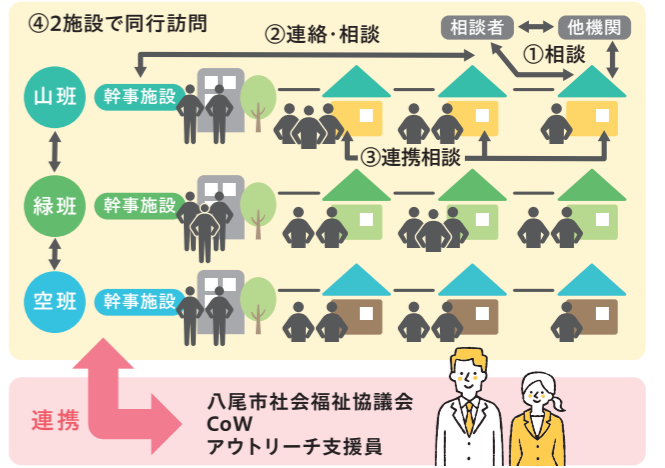 ④2施設で同行訪問
②連絡・相談
相談者
他機関
①相談
山班
幹事施設
③連携相談
緑班
幹事施設
空班
幹事施設
連携
八尾市社会福祉協議会
CoW
アウトリーチ支援員